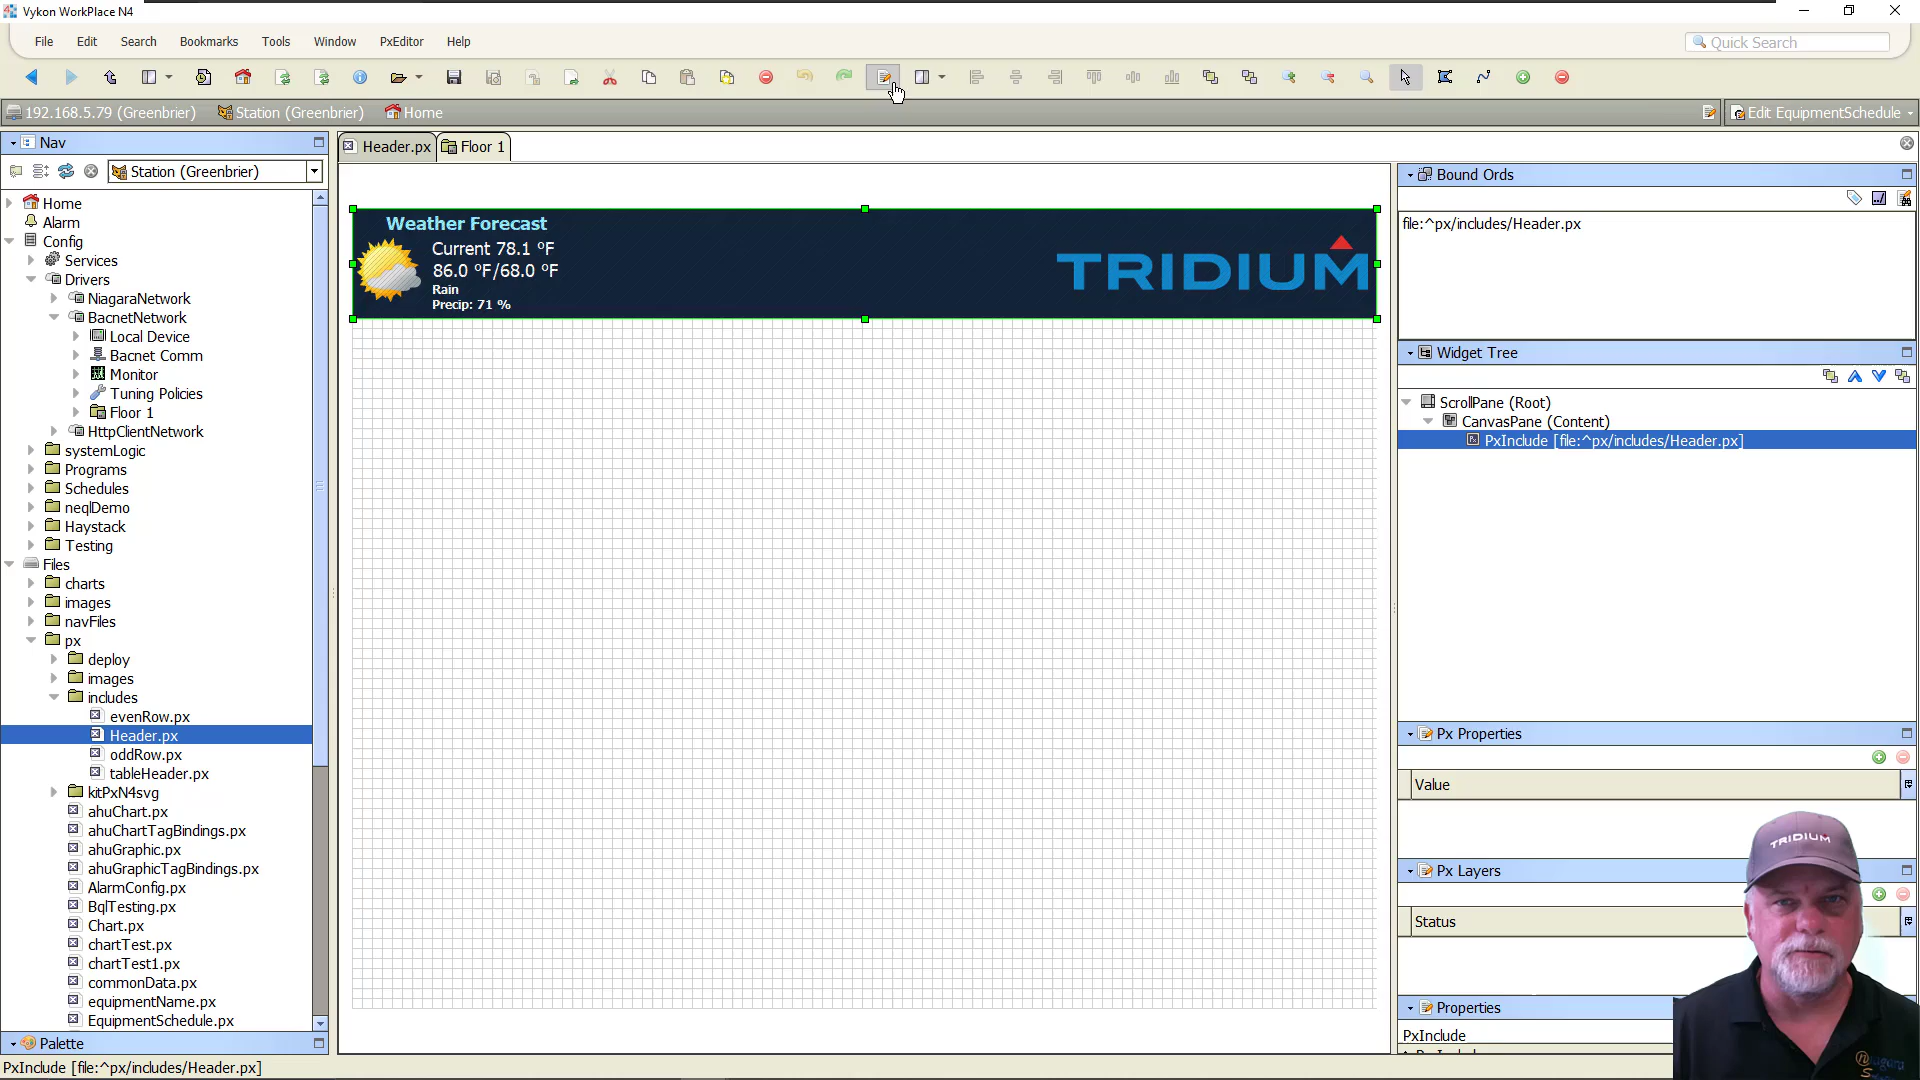 Vykon WorkPlace N4
File Edit Search Bookmarks Tools Window PxEditor Help
Quick Search
192.168.5.79 (Greenbrier) Station (Greenbrier) Home
Edit EquipmentSchedule
Nav
Station (Greenbrier)
Home
Alarm
Config
Services
Drivers
NiagaraNetwork
BacnetNetwork
Local Device
Bacnet Comm
Monitor
Tuning Policies
Floor 1
HttpClientNetwork
systemLogic
Programs
Schedules
neqlDemo
Haystack
Testing
Files
charts
images
navFiles
px
deploy
images
includes
evenRow.px
Header.px
oddRow.px
tableHeader.px
kitPxN4svg
ahuChart.px
ahuChartTagBindings.px
ahuGraphic.px
ahuGraphicTagBindings.px
AlarmConfig.px
BqlTesting.px
Chart.px
chartTest.px
chartTest1.px
commonData.px
equipmentName.px
EquipmentSchedule.px
Palette
PxInclude [file:^px/includes/Header.px]
Header.px Floor 1
Weather Forecast
Current 78.1 ºF
86.0 ºF/68.0 ºF
Rain
Precip: 71 %
TRIDIUM
Bound Ords
file:^px/includes/Header.px
Widget Tree
ScrollPane (Root)
CanvasPane (Content)
PxInclude [file:^px/includes/Header.px]
Px Properties
Value
Px Layers
Status
Properties
PxInclude
TRIDIUM